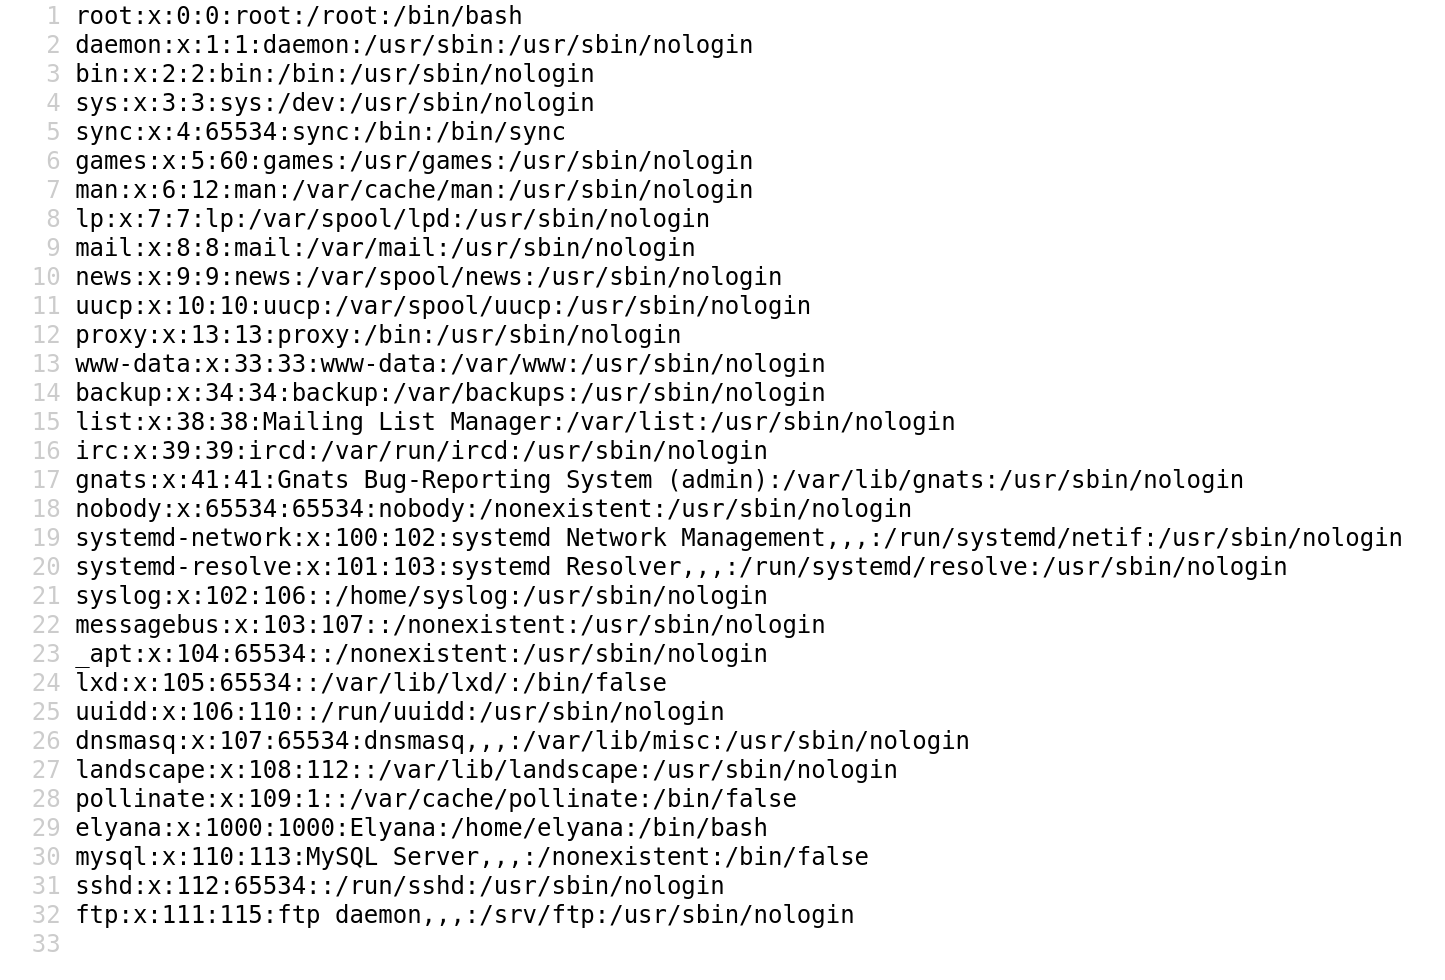 1 root:x:0:0:root:/root:/bin/bash
2 daemon:x:1:1:daemon:/usr/sbin:/usr/sbin/nologin
3 bin:x:2:2:bin:/bin:/usr/sbin/nologin
4 sys:x:3:3:sys:/dev:/usr/sbin/nologin
5 sync:x:4:65534:sync:/bin:/bin/sync
6 games:x:5:60:games:/usr/games:/usr/sbin/nologin
7 man:x:6:12:man:/var/cache/man:/usr/sbin/nologin
8 lp:x:7:7:lp:/var/spool/lpd:/usr/sbin/nologin
9 mail:x:8:8:mail:/var/mail:/usr/sbin/nologin
10 news:x:9:9:news:/var/spool/news:/usr/sbin/nologin
11 uucp:x:10:10:uucp:/var/spool/uucp:/usr/sbin/nologin
12 proxy:x:13:13:proxy:/bin:/usr/sbin/nologin
13 www-data:x:33:33:www-data:/var/www:/usr/sbin/nologin
14 backup:x:34:34:backup:/var/backups:/usr/sbin/nologin
15 list:x:38:38:Mailing List Manager:/var/list:/usr/sbin/nologin
16 irc:x:39:39:ircd:/var/run/ircd:/usr/sbin/nologin
17 gnats:x:41:41:Gnats Bug-Reporting System (admin):/var/lib/gnats:/usr/sbin/nologin
18 nobody:x:65534:65534:nobody:/nonexistent:/usr/sbin/nologin
19 systemd-network:x:100:102:systemd Network Management,,,:/run/systemd/netif:/usr/sbin/nologin
20 systemd-resolve:x:101:103:systemd Resolver,,,:/run/systemd/resolve:/usr/sbin/nologin
21 syslog:x:102:106::/home/syslog:/usr/sbin/nologin
22 messagebus:x:103:107::/nonexistent:/usr/sbin/nologin
23 _apt:x:104:65534::/nonexistent:/usr/sbin/nologin
24 lxd:x:105:65534::/var/lib/lxd/:/bin/false
25 uuidd:x:106:110::/run/uuidd:/usr/sbin/nologin
26 dnsmasq:x:107:65534:dnsmasq,,,:/var/lib/misc:/usr/sbin/nologin
27 landscape:x:108:112::/var/lib/landscape:/usr/sbin/nologin
28 pollinate:x:109:1::/var/cache/pollinate:/bin/false
29 elyana:x:1000:1000:Elyana:/home/elyana:/bin/bash
30 mysql:x:110:113:MySQL Server,,,:/nonexistent:/bin/false
31 sshd:x:112:65534::/run/sshd:/usr/sbin/nologin
32 ftp:x:111:115:ftp daemon,,,:/srv/ftp:/usr/sbin/nologin
33